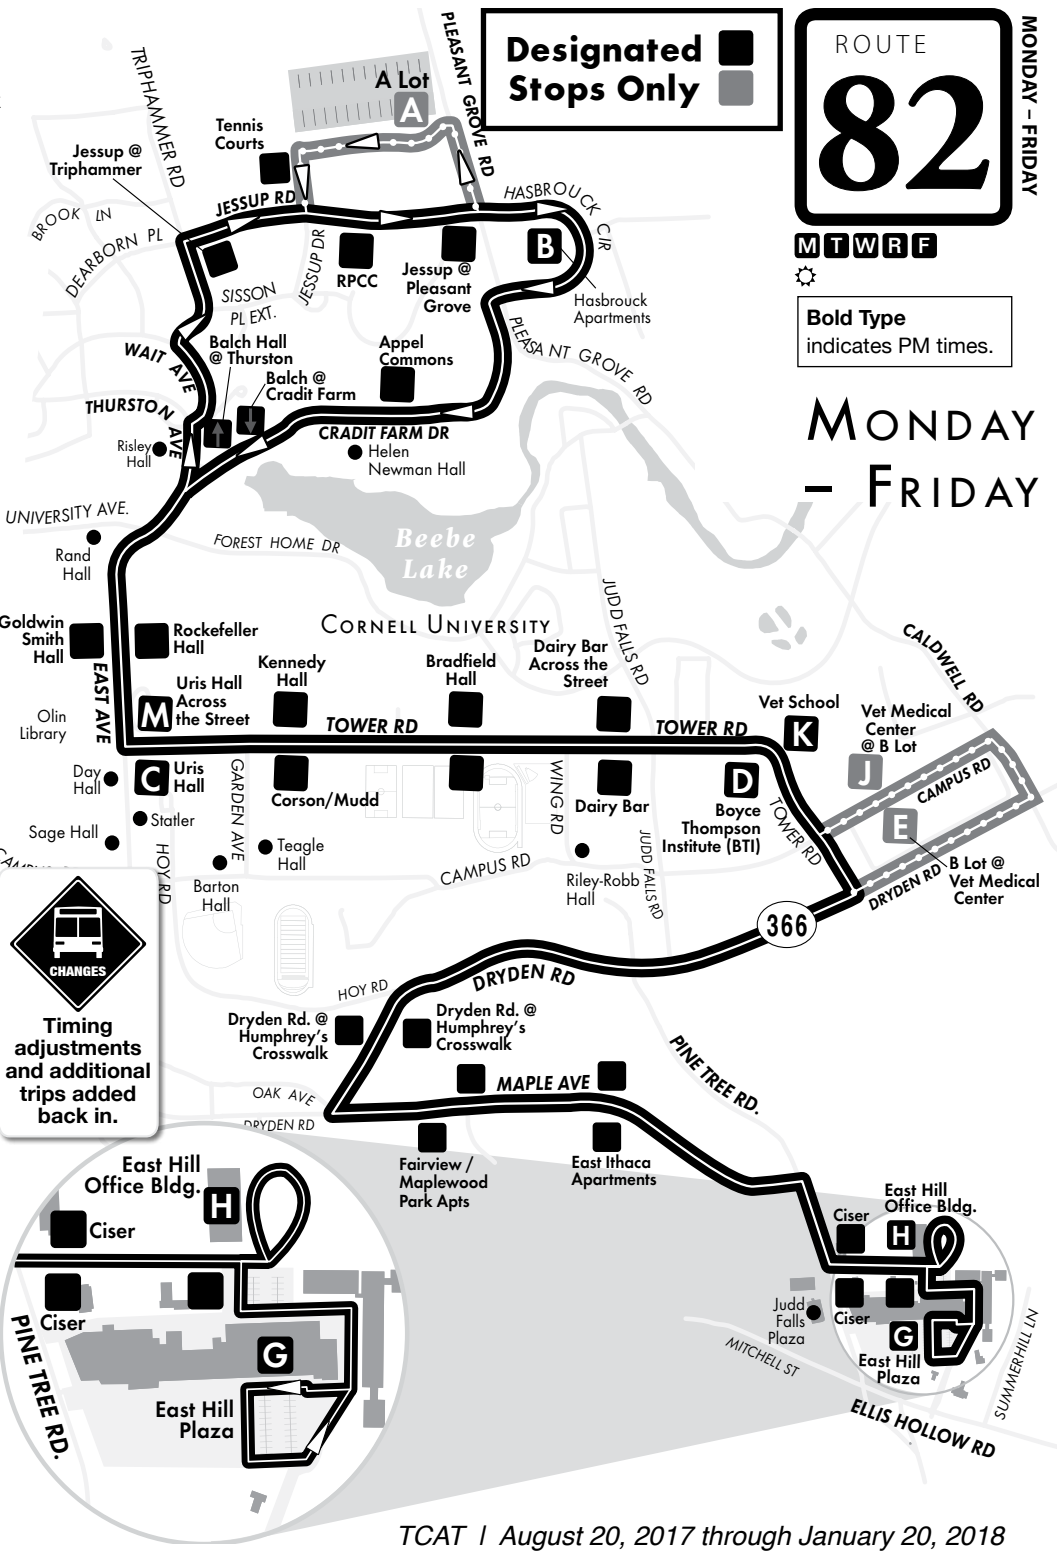 Designated
Stops Only
ROUTE
82
MONDAY – FRIDAY
M T W R F
Bold Type
indicates PM times.
MONDAY
– FRIDAY
TRIPHAMMER RD
PLEASANT GROVE RD
A Lot
A
Tennis
Courts
Jessup @
Triphammer
JESSUP RD
HASBROUCK CIR
BROOK LN
DEARBORN PL
JESSUP DR
RPCC
Jessup @
Pleasant
Grove
B
Hasbrouck
Apartments
SISSON
PL EXT.
PLEASANT GROVE RD
WAIT AVE
Balch Hall
@ Thurston
Balch @
Cradit Farm
Appel
Commons
THURSTON AVE
Risley
Hall
CRADIT FARM DR
Helen
Newman Hall
UNIVERSITY AVE.
Rand
Hall
FOREST HOME DR
Beebe
Lake
Goldwin
Smith
Hall
Rockefeller
Hall
CORNELL UNIVERSITY
JUDD FALLS RD
CALDWELL RD
EAST AVE
M
Uris Hall
Across
the Street
Kennedy
Hall
Bradfield
Hall
Dairy Bar
Across the
Street
Olin
Library
TOWER RD
TOWER RD
Vet School
K
Vet Medical
Center
@ B Lot
J
CAMPUS RD
Day
Hall
C
Uris
Hall
GARDEN AVE
Corson/Mudd
WING RD
Dairy Bar
D
Boyce
Thompson
Institute (BTI)
TOWER RD
E
Statler
Sage Hall
HOY RD
Teagle
Hall
Barton
Hall
CAMPUS RD
Riley-Robb
Hall
JUDD FALLS RD
B Lot @
Vet Medical
Center
DRYDEN RD
366
CHANGES
Timing
adjustments
and additional
trips added
back in.
HOY RD
DRYDEN RD
Dryden Rd. @
Humphrey's
Crosswalk
Dryden Rd. @
Humphrey's
Crosswalk
PINE TREE RD.
OAK AVE
MAPLE AVE
DRYDEN RD
Fairview /
Maplewood
Park Apts
East Ithaca
Apartments
East Hill
Office Bldg.
H
Ciser
Ciser
PINE TREE RD.
G
East Hill
Plaza
East Hill
Office Bldg.
Ciser
H
Judd
Falls
Plaza
Ciser
G
East Hill
Plaza
MITCHELL ST
SUMMERHILL LN
ELLIS HOLLOW RD
TCAT | August 20, 2017 through January 20, 2018